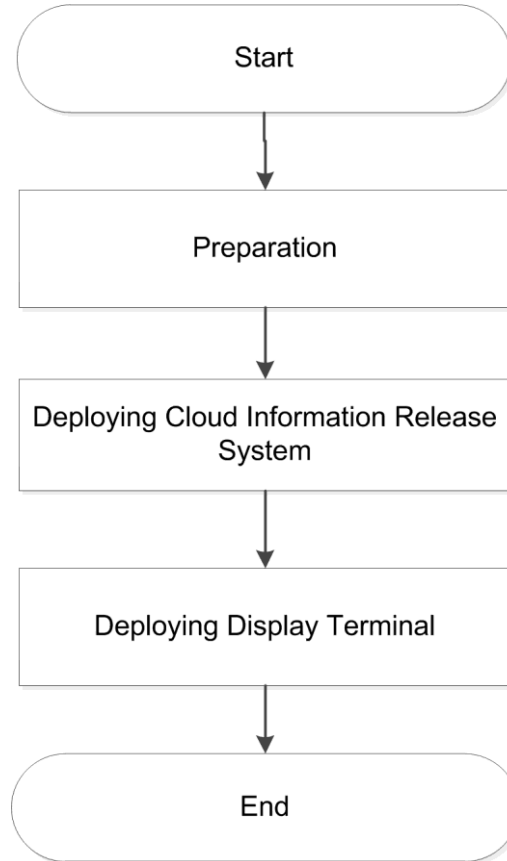 Start
Preparation
Deploying Cloud Information Release
System
Deploying Display Terminal
End